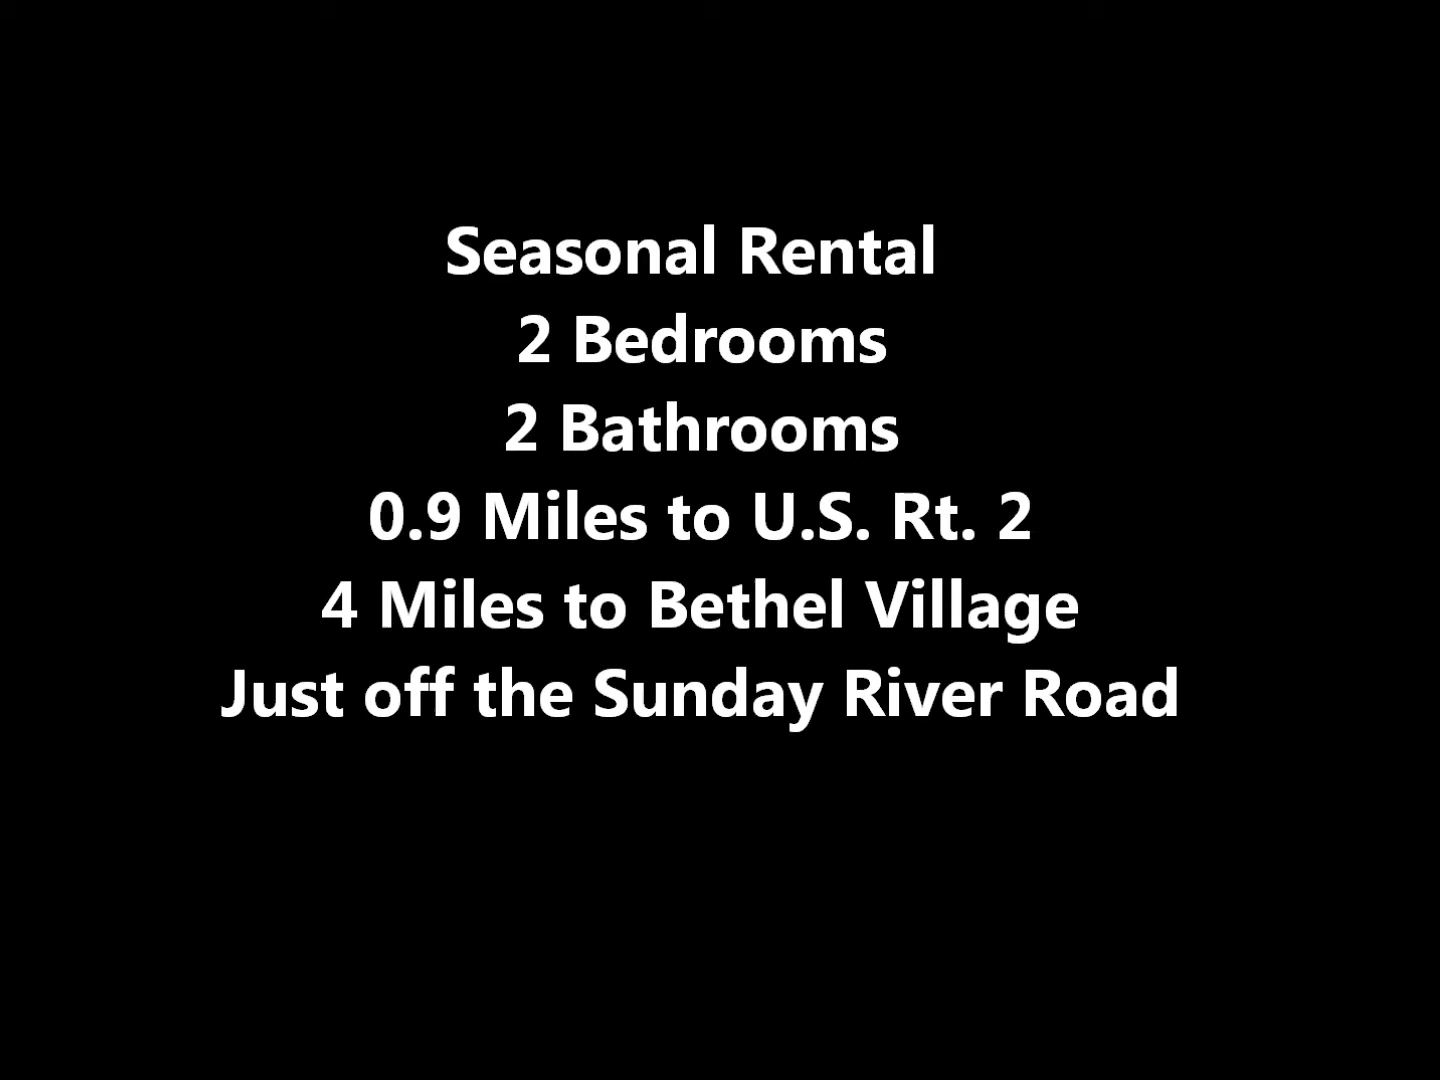 Seasonal Rental
2 Bedrooms
2 Bathrooms
0.9 Miles to U.S. Rt. 2
4 Miles to Bethel Village
Just off the Sunday River Road